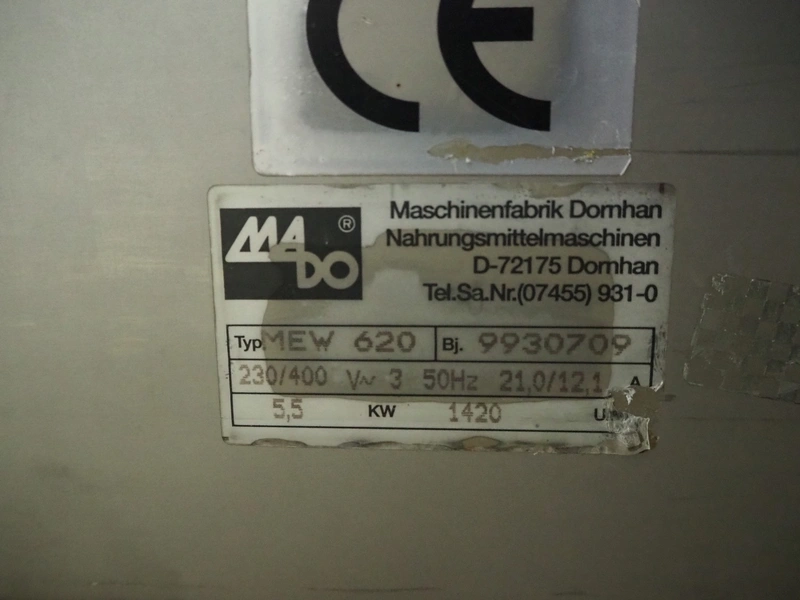 CE
MADO ®
Maschinenfabrik Dornhan
Nahrungsmittelmaschinen
D-72175 Dornhan
Tel.Sa.Nr.(07455) 931-0
Typ MEW 620 Bj. 9930709
230/400 V~ 3 50Hz 21,0/12,1 A
5,5 KW 1420 U